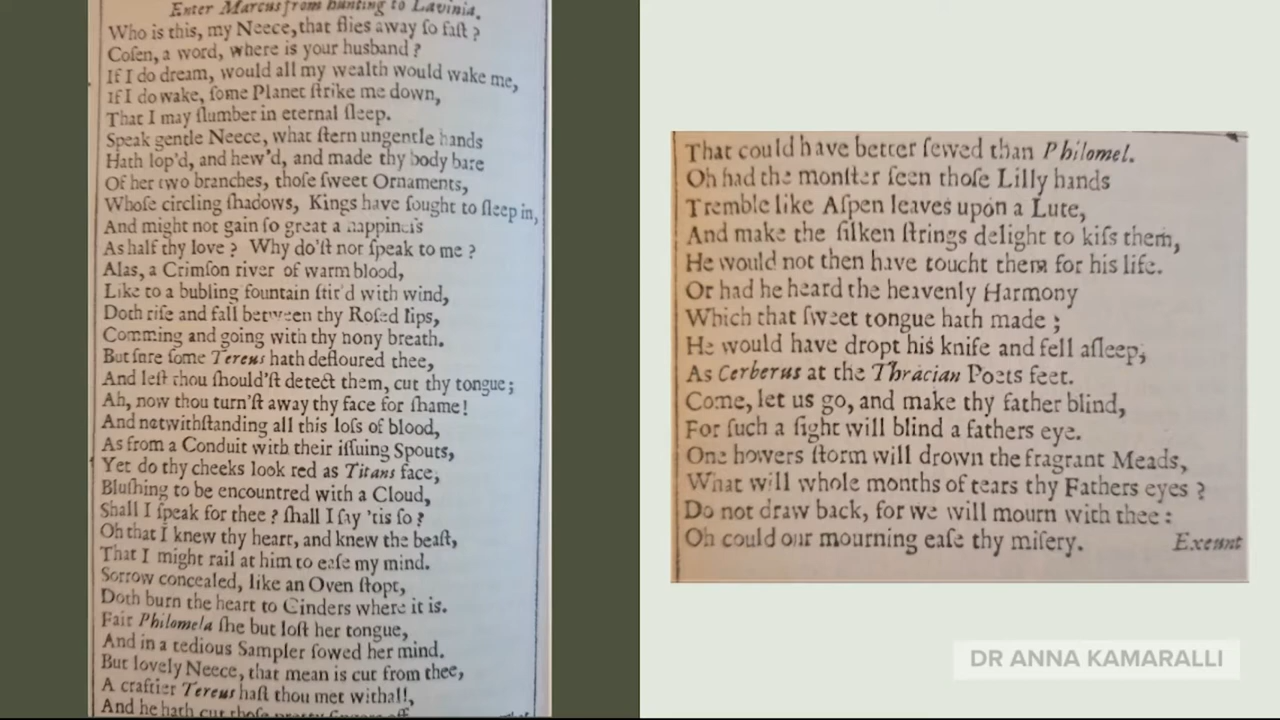 Enter Marcus from hunting to Lavinia.
Who is this, my Neece, that flies away ſo faſt ?
Coſen, a word, where is your husband ?
If I do dream, would all my wealth would wake me,
If I do wake, ſome Planet ſtrike me down,
That I may ſlumber in eternal ſleep.
Speak gentle Neece, what ſtern ungentle hands
Hath lop'd, and hew'd, and made thy body bare
Of her two branches, thoſe ſweet Ornaments,
Whoſe circling ſhadows, Kings have ſought to ſleep in,
And might not gain ſo great a happineis
As half thy love ? Why do'ſt not ſpeak to me ?
Alas, a Crimſon river of warm blood,
Like to a bubling fountain ſtir'd with wind,
Doth riſe and fall between thy Roſed lips,
Comming and going with thy hony breath.
But ſure ſome Tereus hath defloured thee,
And leſt thou ſhould'ſt detect them, cut thy tongue ;
Ah, now thou turn'ſt away thy face for ſhame !
And notwithſtanding all this loſs of blood,
As from a Conduit with their iſſuing Spouts,
Yet do thy cheeks look red as Titans face,
Bluſhing to be encountred with a Cloud,
Shall I ſpeak for thee ? ſhall I ſay 'tis ſo ?
Oh that I knew thy heart, and knew the beaſt,
That I might rail at him to eaſe my mind.
Sorrow concealed, like an Oven ſtopt,
Doth burn the heart to Cinders where it is.
Fair Philomela ſhe but loſt her tongue,
And in a tedious Sampler ſowed her mind.
But lovely Neece, that mean is cut from thee,
A craftier Tereus haſt thou met withall,
And he hath cut thoſe pretty fingers off
That could have better ſewed than Philomel.
Oh had the monſter ſeen thoſe Lilly hands
Tremble like Aſpen leaves upon a Lute,
And make the ſilken ſtrings delight to kiſs them,
He would not then have toucht them for his life.
Or had he heard the heavenly Harmony
Which that ſweet tongue hath made ;
He would have dropt his knife and fell aſleep,
As Cerberus at the Thracian Poets feet.
Come, let us go, and make thy father blind,
For ſuch a ſight will blind a fathers eye.
One howers ſtorm will drown the fragrant Meads,
What will whole months of tears thy Fathers eyes ?
Do not draw back, for we will mourn with thee :
Oh could our mourning eaſe thy miſery. Exeunt
DR ANNA KAMARALLI